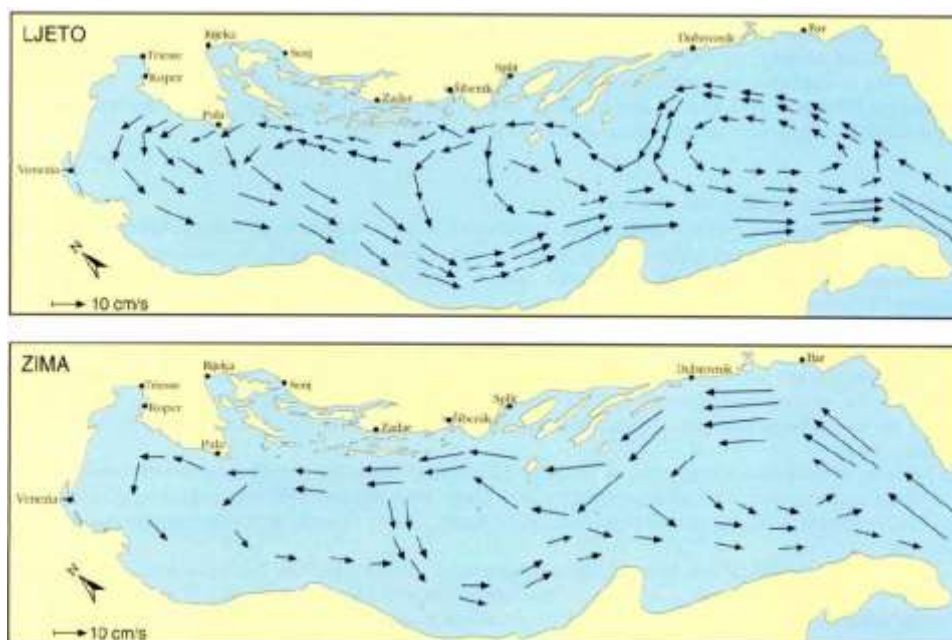 LJETO
Rijeka
Trieste
Senj
Koper
Pula
Zadar
Šibenik
Split
Dubrovnik
Bar
Venezia
N
10 cm/s
ZIMA
Rijeka
Trieste
Senj
Koper
Pula
Zadar
Šibenik
Split
Dubrovnik
Bar
Venezia
N
10 cm/s